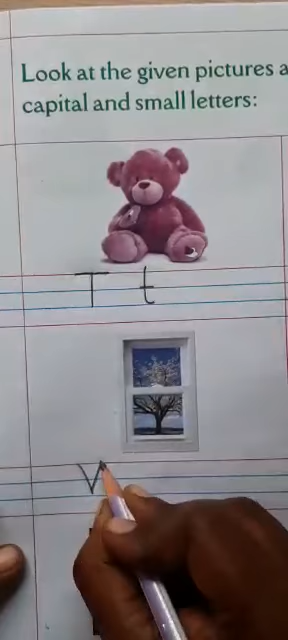 Look at the given pictures a
capital and small letters:
T t